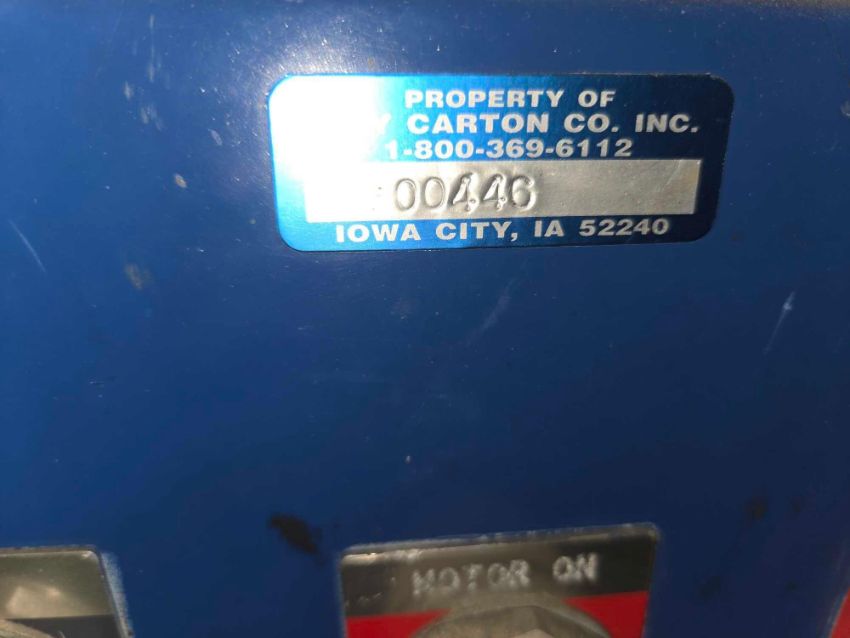 PROPERTY OF
CARTON CO. INC.
1-800-369-6112
00446
IOWA CITY, IA 52240
MOTOR ON